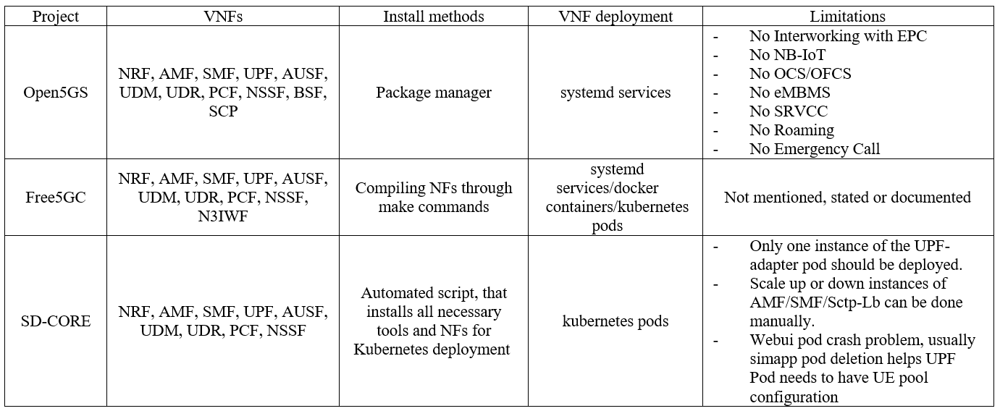 Project
VNFs
Install methods
VNF deployment
Limitations
Open5GS
NRF, AMF, SMF, UPF, AUSF,
UDM, UDR, PCF, NSSF, BSF,
SCP
Package manager
systemd services
- No Interworking with EPC
- No NB-IoT
- No OCS/OFCS
- No eMBMS
- No SRVCC
- No Roaming
- No Emergency Call
Free5GC
NRF, AMF, SMF, UPF, AUSF,
UDM, UDR, PCF, NSSF,
N3IWF
Compiling NFs through
make commands
systemd
services/docker
containers/kubernetes
pods
Not mentioned, stated or documented
SD-CORE
NRF, AMF, SMF, UPF, AUSF,
UDM, UDR, PCF, NSSF
Automated script, that
installs all necessary
tools and NFs for
Kubernetes deployment
kubernetes pods
- Only one instance of the UPF-
adapter pod should be deployed.
- Scale up or down instances of
AMF/SMF/Sctp-Lb can be done
manually.
- Webui pod crash problem, usually
simapp pod deletion helps UPF
Pod needs to have UE pool
configuration